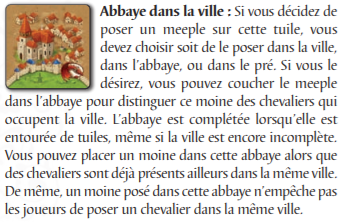 Abbaye dans la ville : Si vous décidez de
poser un meeple sur cette tuile, vous
devez choisir soit de le poser dans la ville,
dans l'abbaye, ou dans le pré. Si vous le
désirez, vous pouvez coucher le meeple
dans l'abbaye pour distinguer ce moine des chevaliers qui
occupent la ville. L'abbaye est complétée lorsqu'elle est
entourée de tuiles, même si la ville est encore incomplète.
Vous pouvez placer un moine dans cette abbaye alors que
des chevaliers sont déjà présents ailleurs dans la même ville.
De même, un moine posé dans cette abbaye n'empêche pas
les joueurs de poser un chevalier dans la même ville.